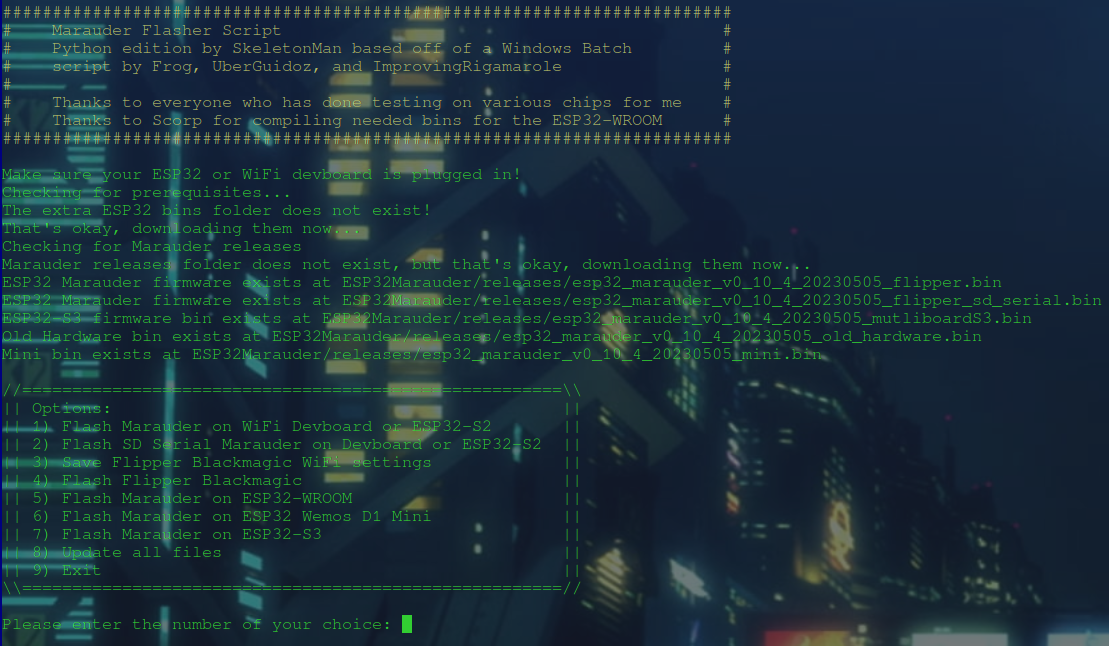 #########################################################################
#    Marauder Flasher Script                                            #
#    Python edition by SkeletonMan based off of a Windows Batch         #
#    script by Frog, UberGuidoz, and ImprovingRigamarole                #
#                                                                       #
#    Thanks to everyone who has done testing on various chips for me    #
#    Thanks to Scorp for compiling needed bins for the ESP32-WROOM      #
#########################################################################
Make sure your ESP32 or WiFi devboard is plugged in!
Checking for prerequisites...
The extra ESP32 bins folder does not exist!
That's okay, downloading them now...
Checking for Marauder releases
Marauder releases folder does not exist, but that's okay, downloading them now...
ESP32 Marauder firmware exists at ESP32Marauder/releases/esp32_marauder_v0_10_4_20230505_flipper.bin
ESP32 Marauder firmware exists at ESP32Marauder/releases/esp32_marauder_v0_10_4_20230505_flipper_sd_serial.bin
ESP32-S3 firmware bin exists at ESP32Marauder/releases/esp32_marauder_v0_10_4_20230505_mutliboardS3.bin
Old Hardware bin exists at ESP32Marauder/releases/esp32_marauder_v0_10_4_20230505_old_hardware.bin
Mini bin exists at ESP32Marauder/releases/esp32_marauder_v0_10_4_20230505_mini.bin
//======================================================\\
|| Options:                                              ||
|| 1) Flash Marauder on WiFi Devboard or ESP32-S2        ||
|| 2) Flash SD Serial Marauder on Devboard or ESP32-S2   ||
|| 3) Save Flipper Blackmagic WiFi settings              ||
|| 4) Flash Flipper Blackmagic                           ||
|| 5) Flash Marauder on ESP32-WROOM                      ||
|| 6) Flash Marauder on ESP32 Wemos D1 Mini              ||
|| 7) Flash Marauder on ESP32-S3                         ||
|| 8) Update all files                                   ||
|| 9) Exit                                               ||
\\======================================================//
Please enter the number of your choice: